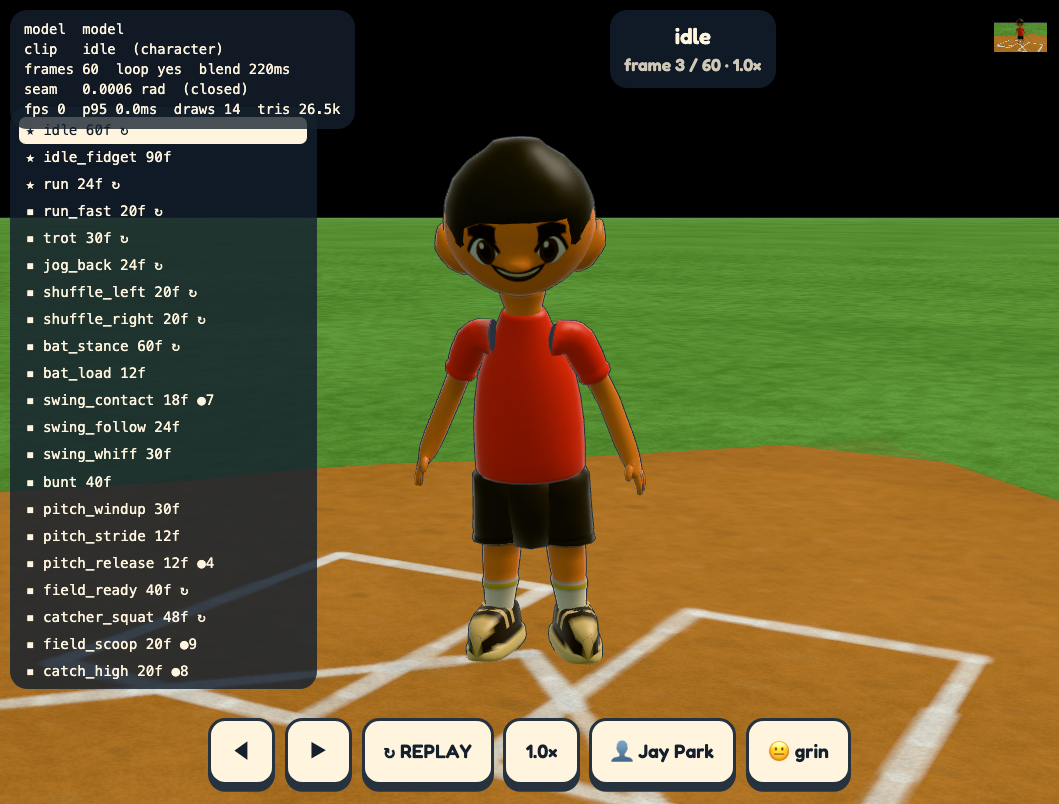 model model
clip idle (character)
frames 60 loop yes blend 220ms
seam 0.0006 rad (closed)
fps 0 p95 0.0ms draws 14 tris 26.5k
★ idle 60f ↻
★ idle_fidget 90f
★ run 24f ↻
▪ run_fast 20f ↻
▪ trot 30f ↻
▪ jog_back 24f ↻
▪ shuffle_left 20f ↻
▪ shuffle_right 20f ↻
▪ bat_stance 60f ↻
▪ bat_load 12f
▪ swing_contact 18f ●7
▪ swing_follow 24f
▪ swing_whiff 30f
▪ bunt 40f
▪ pitch_windup 30f
▪ pitch_stride 12f
▪ pitch_release 12f ●4
▪ field_ready 40f ↻
▪ catcher_squat 48f ↻
▪ field_scoop 20f ●9
▪ catch_high 20f ●8
idle
frame 3 / 60 · 1.0×
◀ ▶ ↻ REPLAY 1.0× 👤 Jay Park 😐 grin